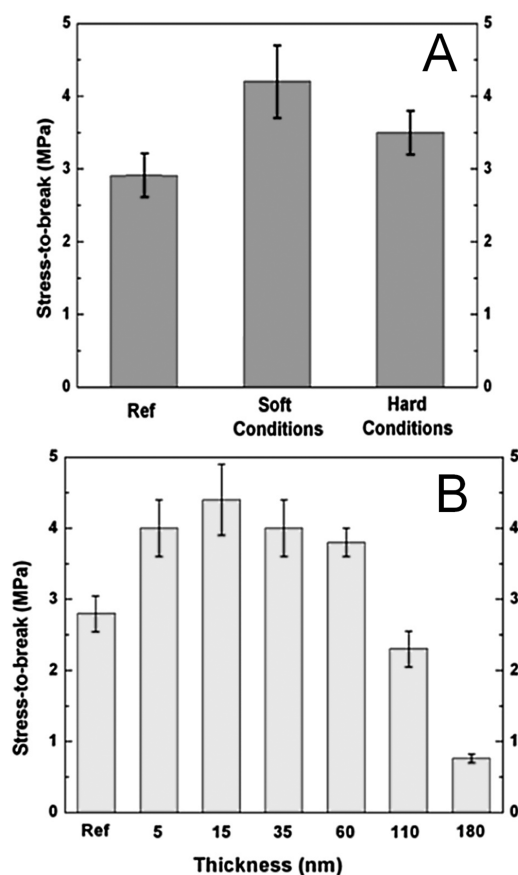 A
Stress-to-break (MPa)
5
4
3
2
1
0
5
4
3
2
1
0
Ref
Soft
Conditions
Hard
Conditions
B
Stress-to-break (MPa)
5
4
3
2
1
0
5
4
3
2
1
0
Ref 5 15 35 60 110 180
Thickness (nm)